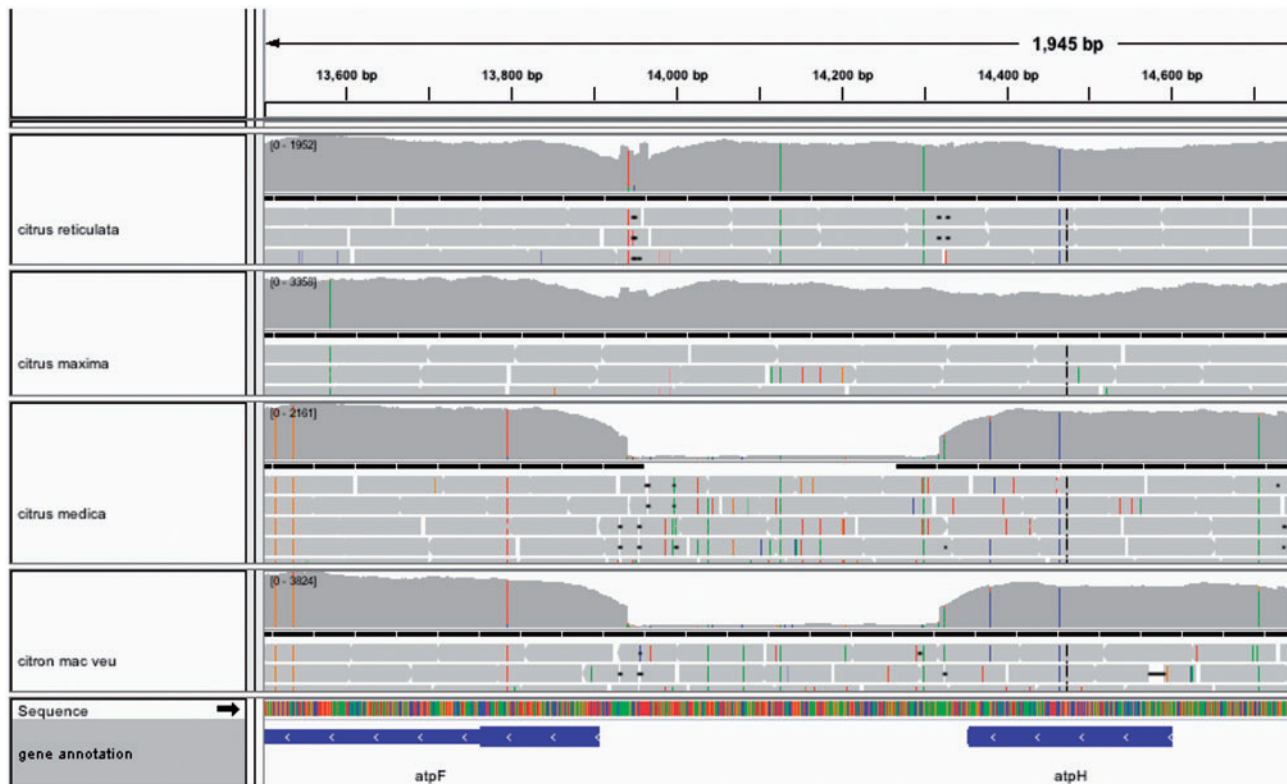 1,945 bp
13,600 bp 13,800 bp 14,000 bp 14,200 bp 14,400 bp 14,600 bp
[0 - 1952]
citrus reticulata
[0 - 3358]
citrus maxima
[0 - 2161]
citrus medica
[0 - 3824]
citron mac veu
Sequence
gene annotation
atpF atpH